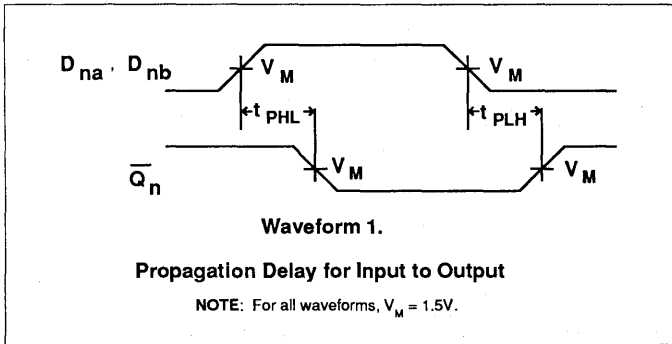 D na , D nb
V M
V M
t PHL
t PLH
Q̅ n
V M
V M
Waveform 1.
Propagation Delay for Input to Output
NOTE: For all waveforms, V M = 1.5V.